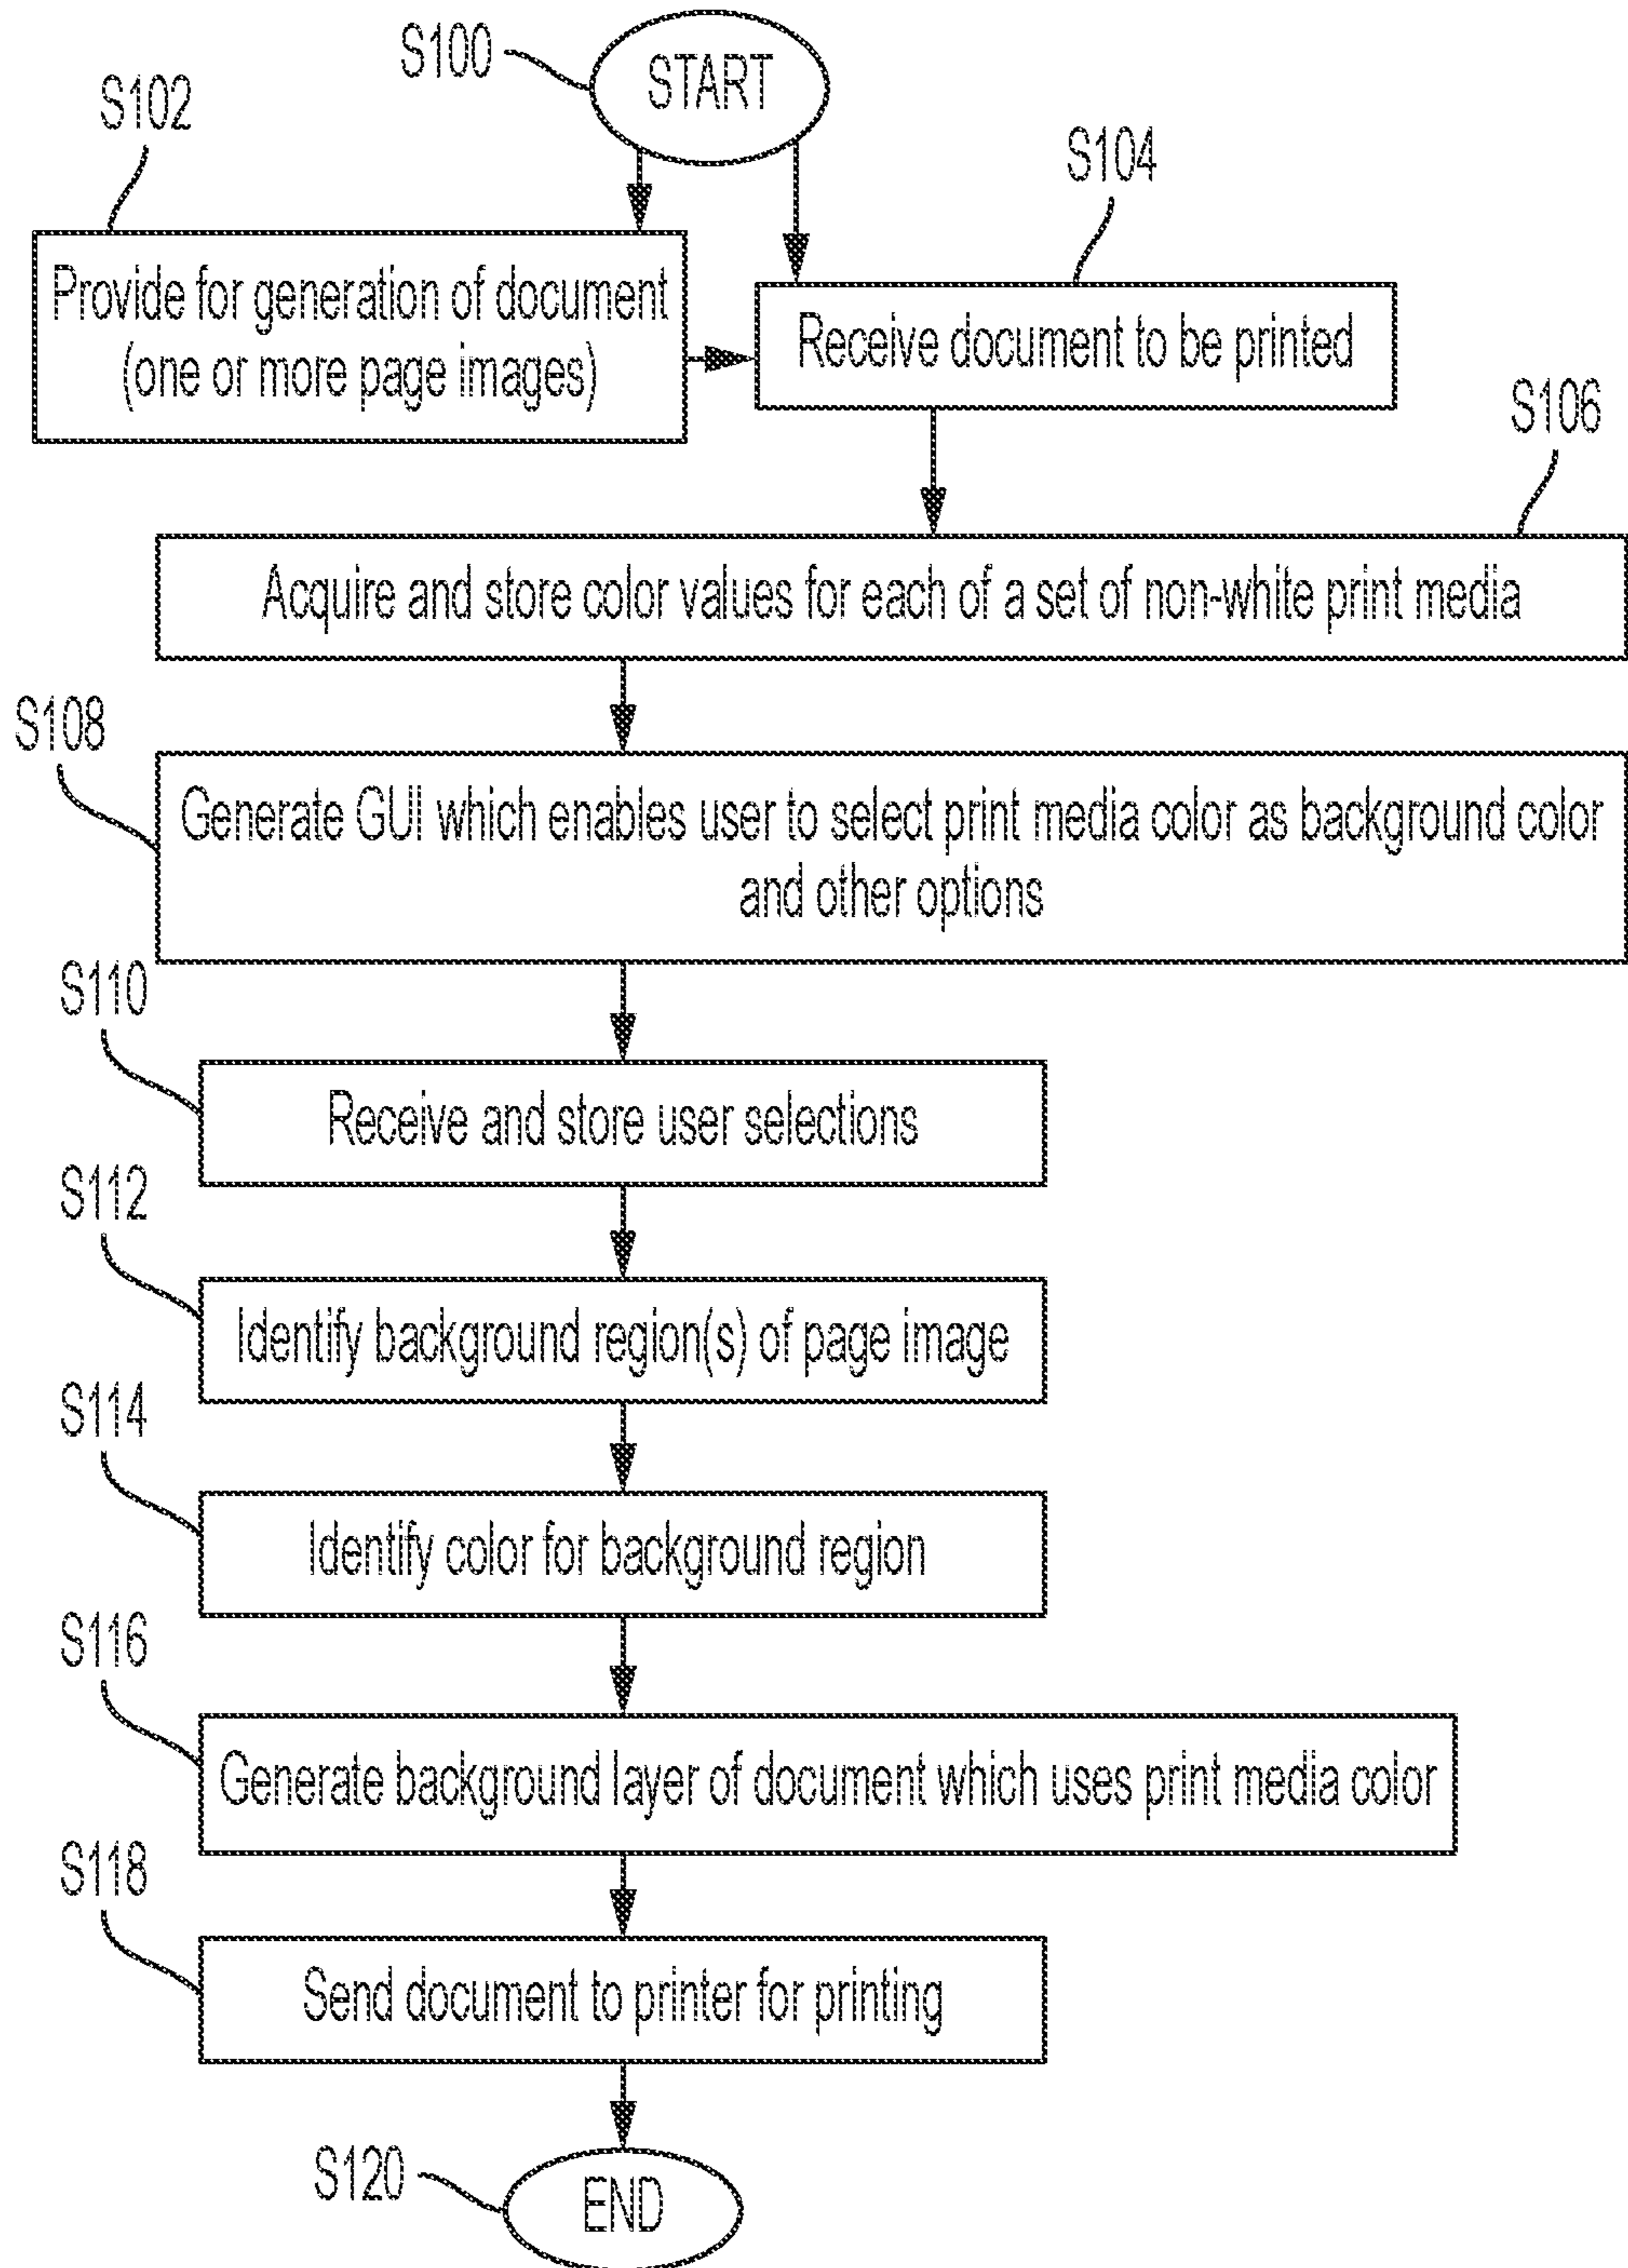 S100
START
S102
S104
Provide for generation of document
(one or more page images)
Receive document to be printed
S106
Acquire and store color values for each of a set of non-white print media
S108
Generate GUI which enables user to select print media color as background color
and other options
S110
Receive and store user selections
S112
Identify background region(s) of page image
S114
Identify color for background region
S116
Generate background layer of document which uses print media color
S118
Send document to printer for printing
S120
END